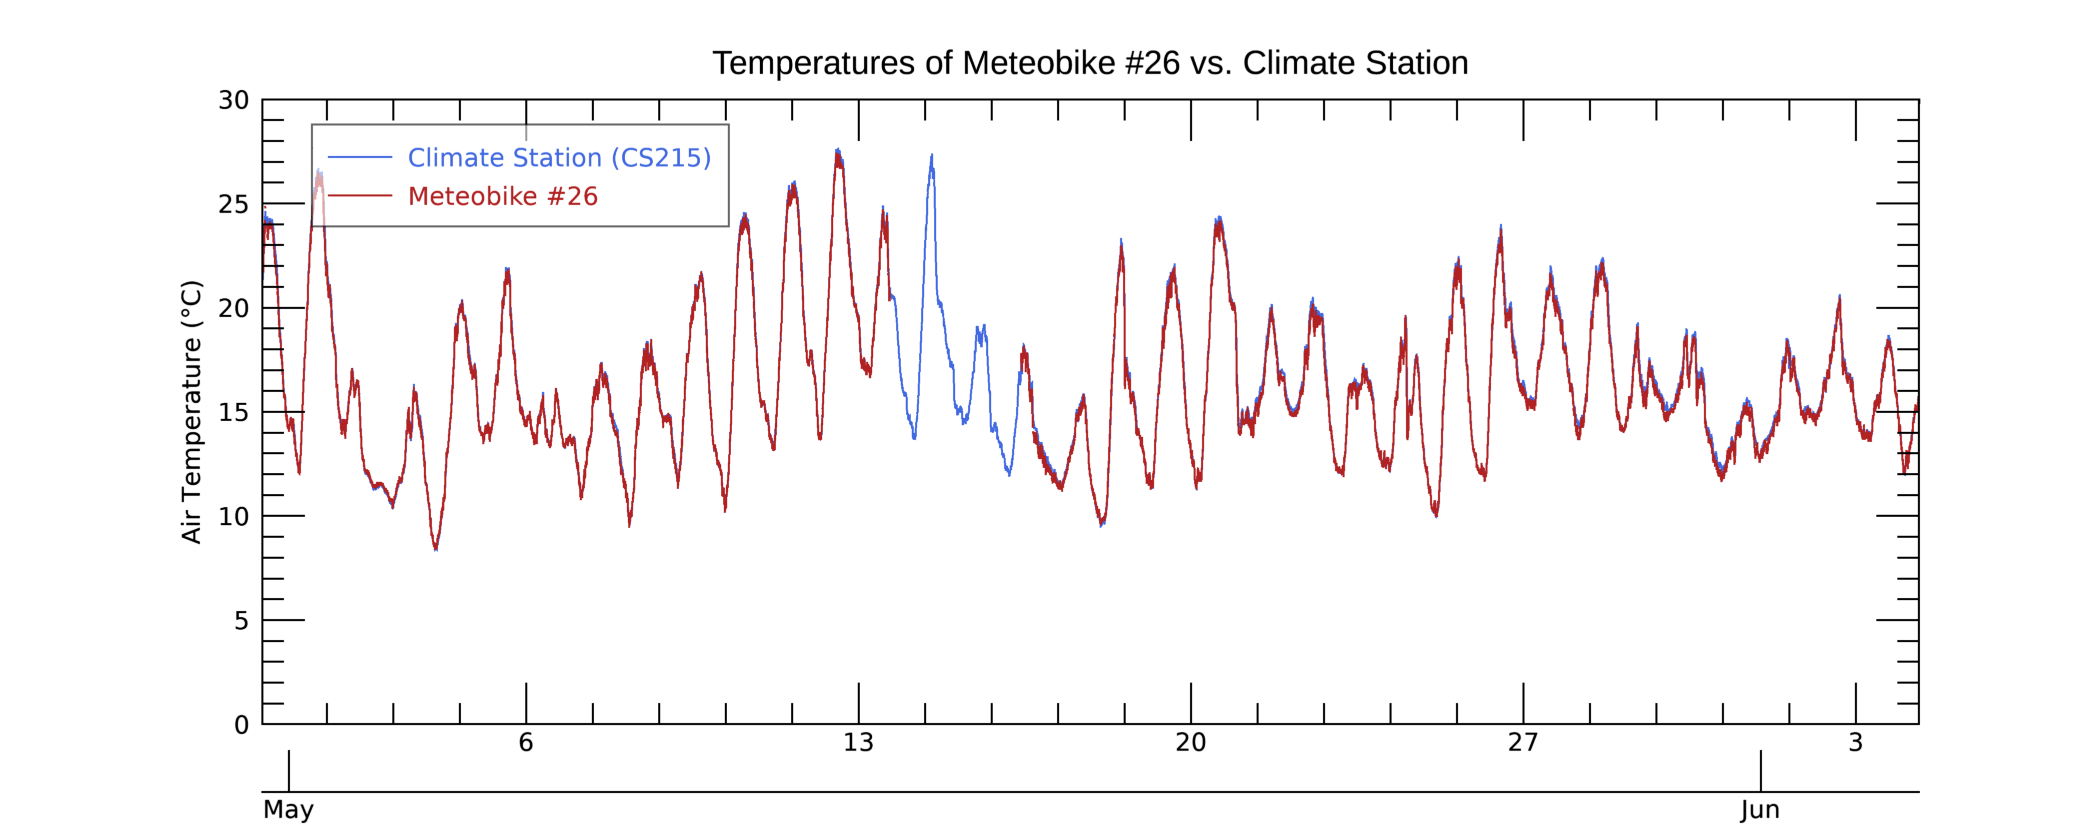 Temperatures of Meteobike #26 vs. Climate Station
30
25
20
15
10
5
0
Air Temperature (°C)
Climate Station (CS215)
Meteobike #26
6 13 20 27 3
May Jun